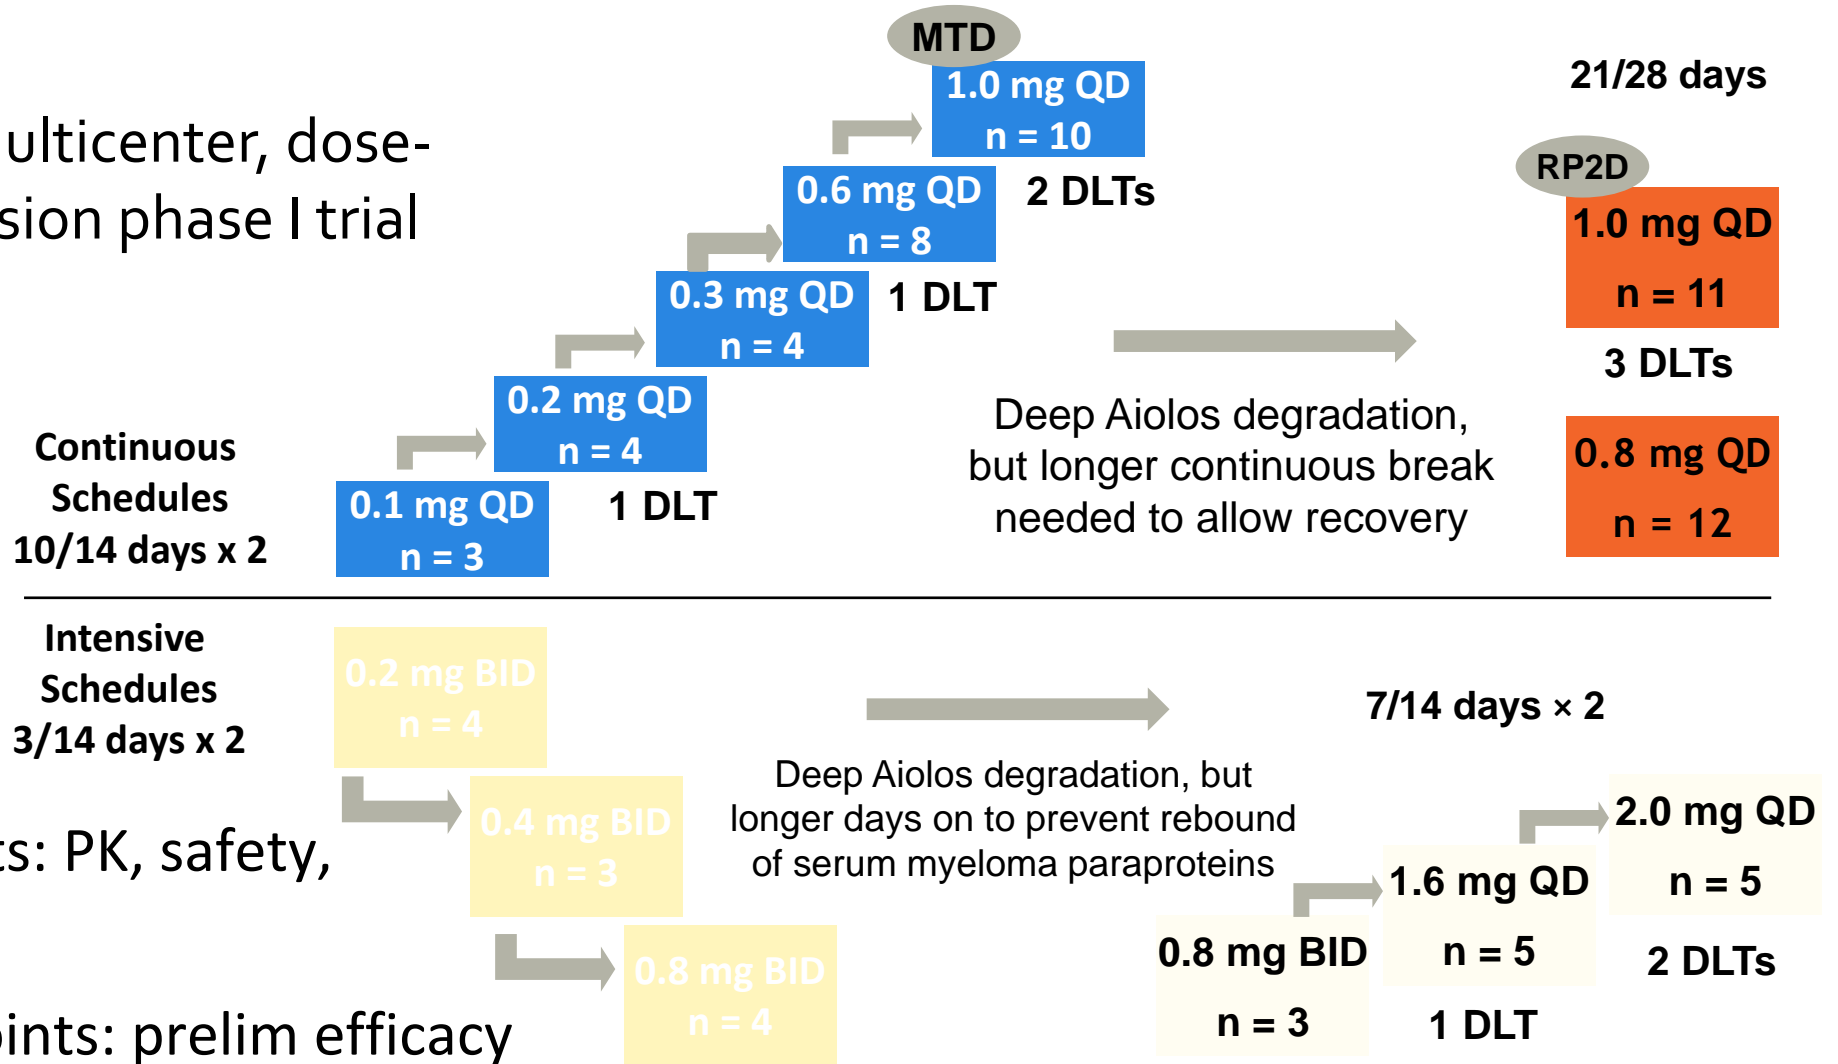 MTD
1.0 mg QD
n = 10
2 DLTs
21/28 days
ulticenter, dose-
sion phase I trial
0.6 mg QD
n = 8
1 DLT
RP2D
1.0 mg QD
n = 11
3 DLTs
0.3 mg QD
n = 4
0.2 mg QD
n = 4
1 DLT
Deep Aiolos degradation,
but longer continuous break
needed to allow recovery
0.8 mg QD
n = 12
Continuous
Schedules
10/14 days x 2
0.1 mg QD
n = 3
Intensive
Schedules
3/14 days x 2
0.2 mg BID
n = 4
7/14 days × 2
Deep Aiolos degradation, but
longer days on to prevent rebound
of serum myeloma paraproteins
0.4 mg BID
n = 3
ts: PK, safety,
2.0 mg QD
n = 5
2 DLTs
1.6 mg QD
n = 5
1 DLT
0.8 mg BID
n = 3
0.8 mg BID
n = 4
oints: prelim efficacy